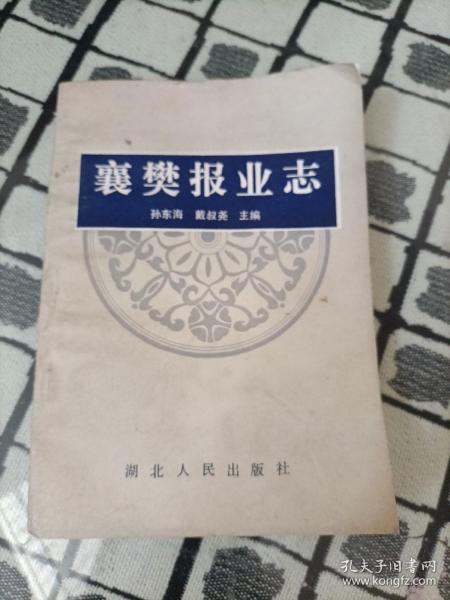 襄樊报业志
孙东海 戴叔尧 主编
湖北人民出版社
孔夫子旧书网
www.kongfz.com